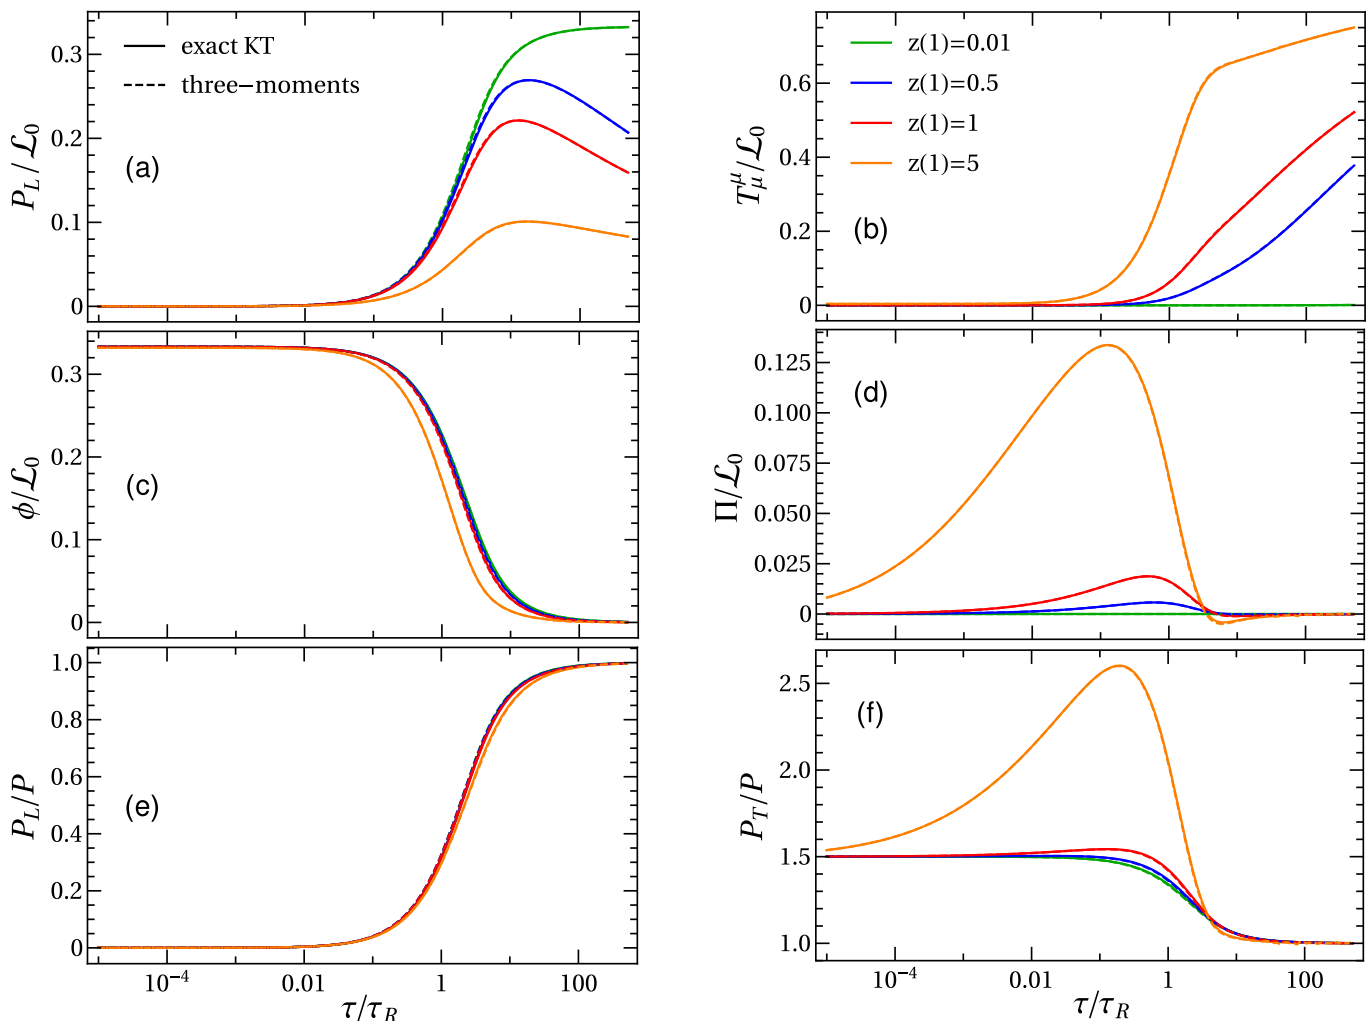 exact KT
three−moments
(a)
P_L/ℒ_0
0.3
0.2
0.1
0
z(1)=0.01
z(1)=0.5
z(1)=1
z(1)=5
(b)
T^μ_μ/ℒ_0
0.6
0.4
0.2
0
(c)
ϕ/ℒ_0
0.3
0.2
0.1
0
(d)
Π/ℒ_0
0.125
0.100
0.075
0.050
0.025
0
(e)
P_L/P
1.0
0.8
0.6
0.4
0.2
0
10^−4
0.01
1
100
τ/τ_R
(f)
P_T/P
2.5
2.0
1.5
1.0
10^−4
0.01
1
100
τ/τ_R